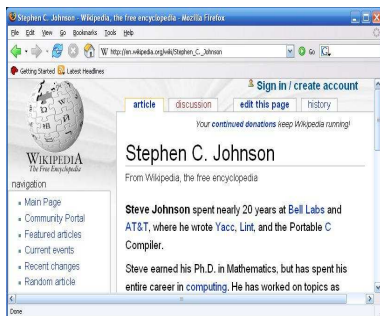 Stephen C. Johnson - Wikipedia, the free encyclopedia - Mozilla Firefox
File Edit View Go Bookmarks Tools Help
W http://en.wikipedia.org/wiki/Stephen_C._Johnson Go G
Getting Started Latest Headlines
Sign in / create account
article discussion edit this page history
Your continued donations keep Wikipedia running!
Stephen C. Johnson
From Wikipedia, the free encyclopedia
Steve Johnson spent nearly 20 years at Bell Labs and
AT&T, where he wrote Yacc, Lint, and the Portable C
Compiler.
Steve earned his Ph.D. in Mathematics, but has spent his
entire career in computing. He has worked on topics as
WIKIPEDIA
The Free Encyclopedia
navigation
Main Page
Community Portal
Featured articles
Current events
Recent changes
Random article
Done